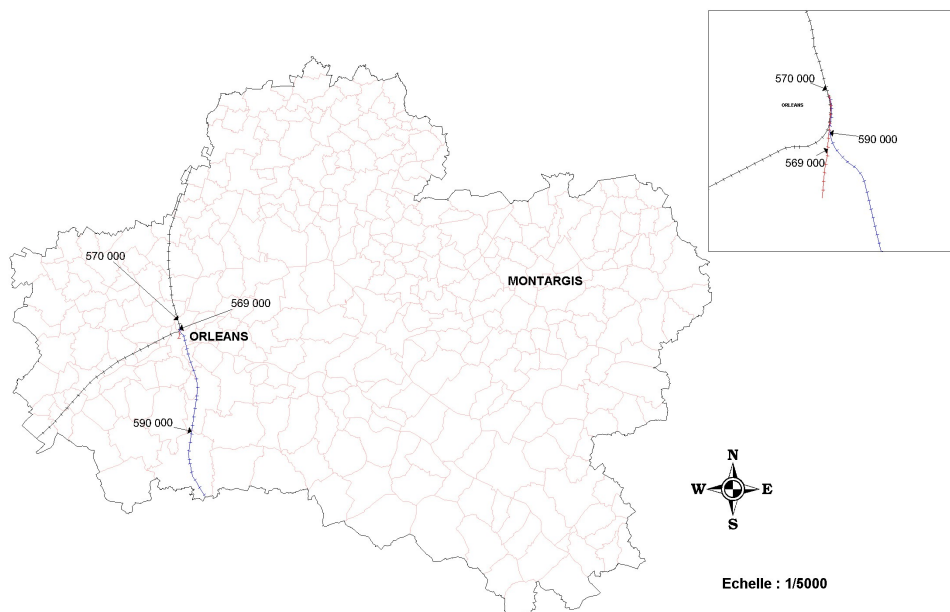 570 000
ORLEANS
590 000
569 000
570 000
569 000
MONTARGIS
ORLEANS
590 000
N
W E
S
Echelle : 1/5000